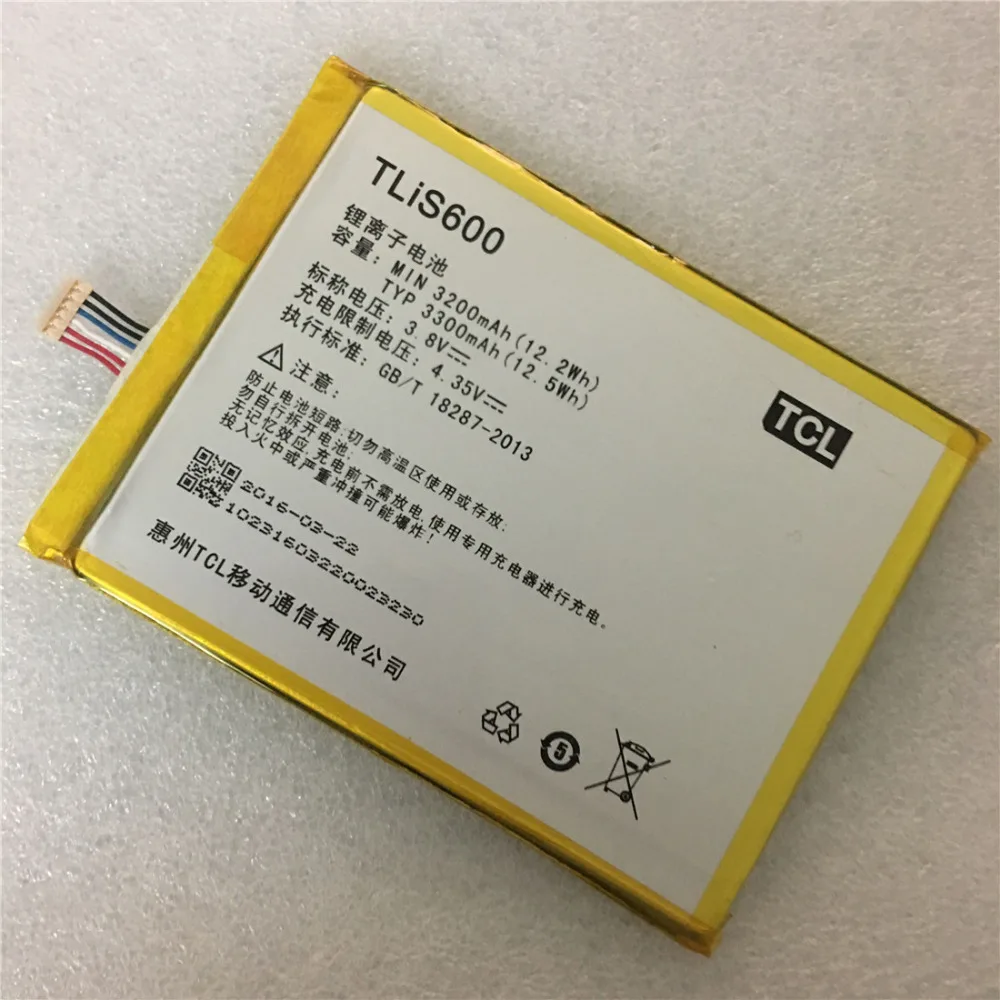 TLiS600
锂离子电池
容量: MIN 3200mAh(12.2Wh)
TYP 3300mAh(12.5Wh)
标称电压: 3.8V
充电限制电压: 4.35V
执行标准: GB/T 18287-2013
注意:
防止电池短路,切勿高温区使用或存放;
勿自行拆开电池;
无记忆效应,充电前不需放电,使用专用充电器进行充电。
投入火中或严重冲撞可能爆炸!
2016-03-22
10231603220023230
惠州TCL移动通信有限公司
TCL
5